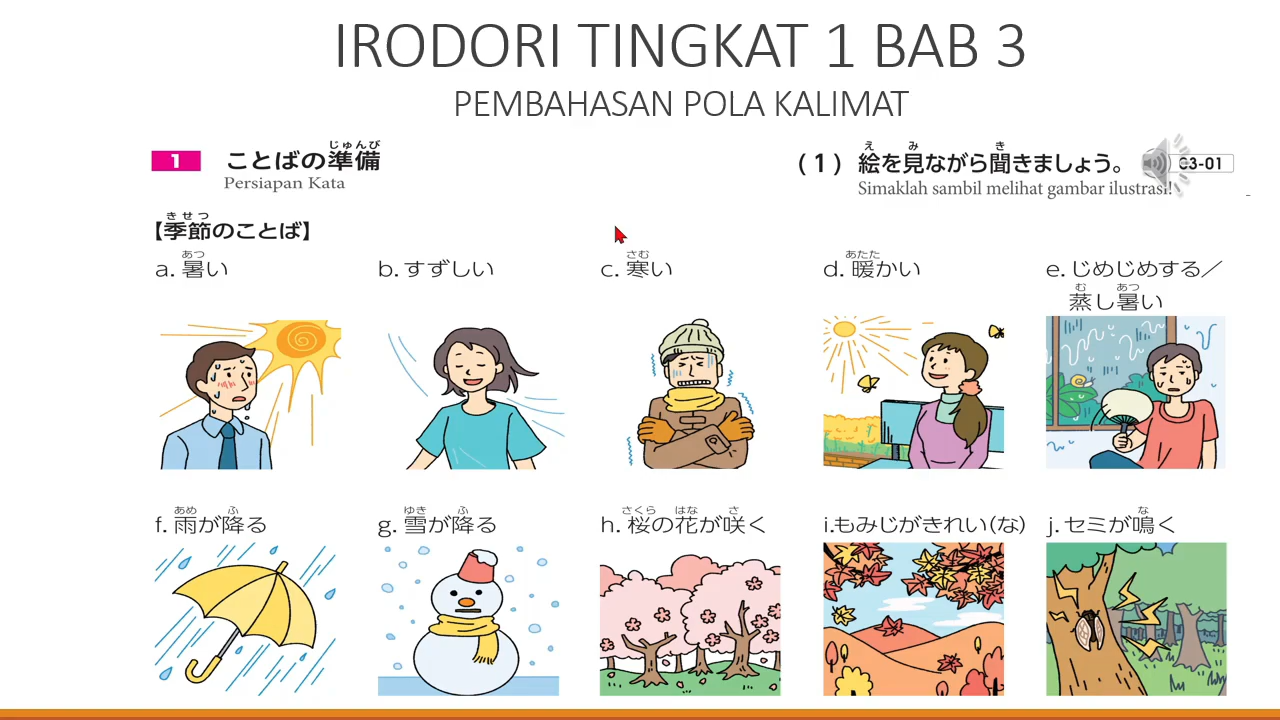 IRODORI TINGKAT 1 BAB 3
PEMBAHASAN POLA KALIMAT
1 ことばの準備
じゅんび
Persiapan Kata
(1) 絵を見ながら聞きましょう。 03-01
え み き
Simaklah sambil melihat gambar ilustrasi!
【季節のことば】
きせつ
a. 暑い
あつ
b. すずしい
c. 寒い
さむ
d. 暖かい
あたた
e. じめじめする／
蒸し暑い
む あつ
f. 雨が降る
あめ ふ
g. 雪が降る
ゆき ふ
h. 桜の花が咲く
さくら はな さ
i.もみじがきれい(な)
j. セミが鳴く
な